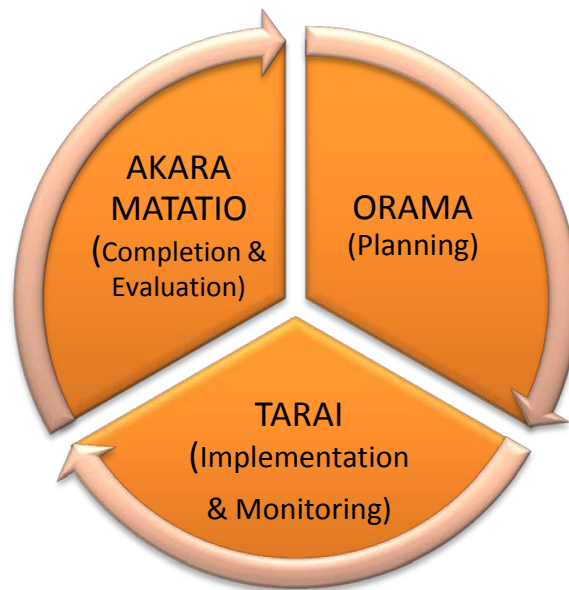 AKARA
MATATIO
(Completion &
Evaluation)
ORAMA
(Planning)
TARAI
(Implementation
& Monitoring)